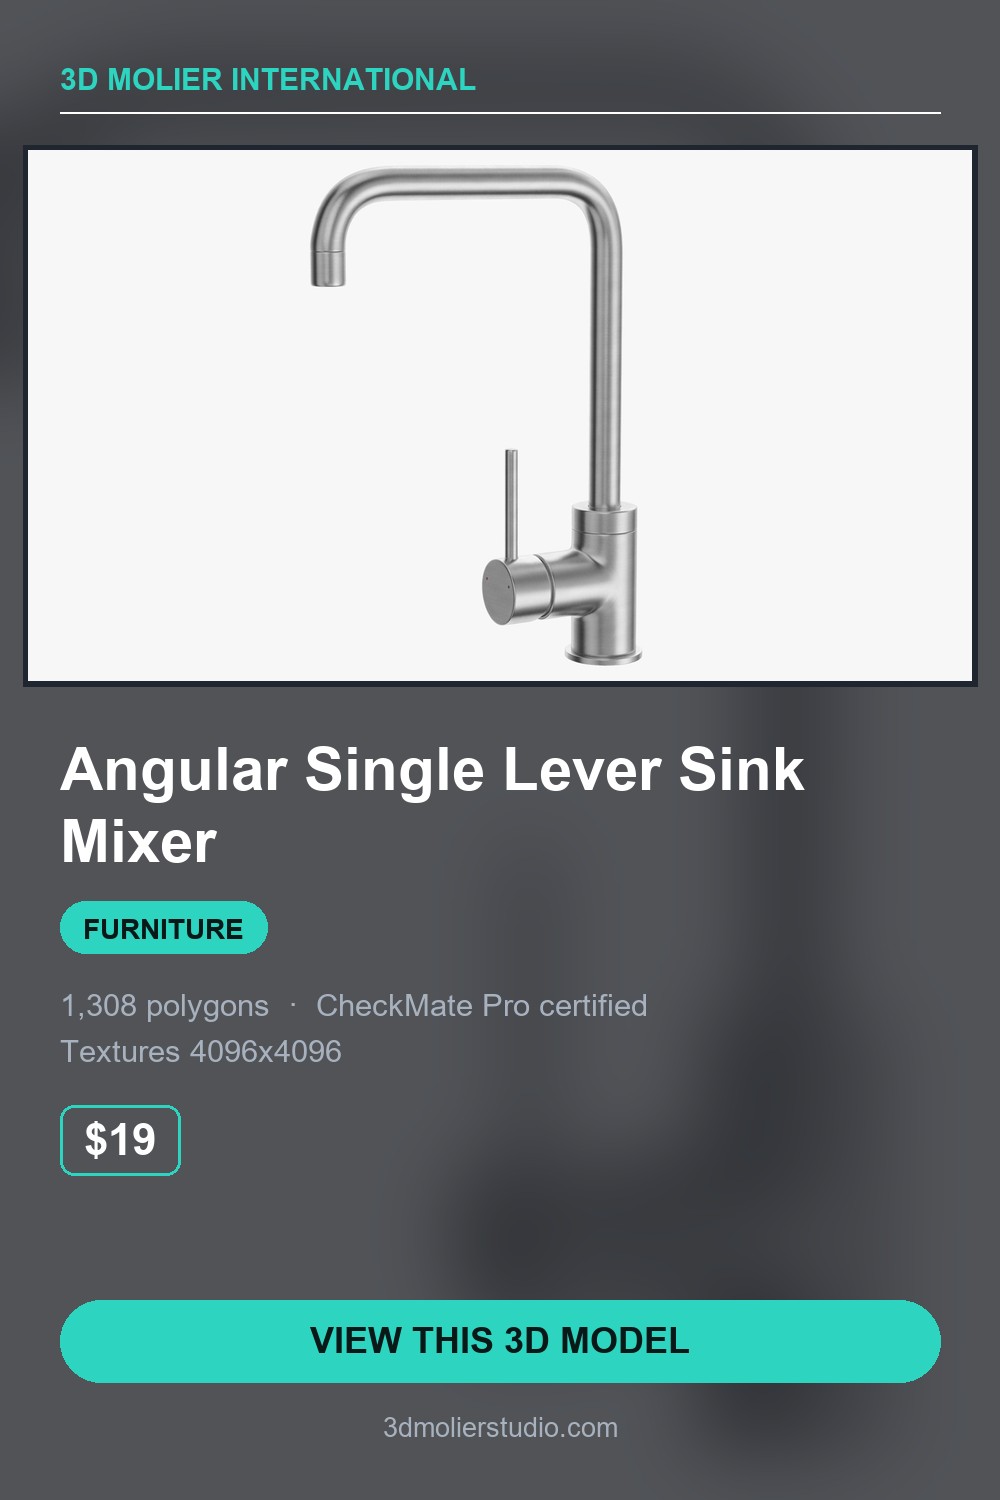 3D MOLIER INTERNATIONAL
Angular Single Lever Sink
Mixer
FURNITURE
1,308 polygons · CheckMate Pro certified
Textures 4096x4096
$19
VIEW THIS 3D MODEL
3dmolierstudio.com